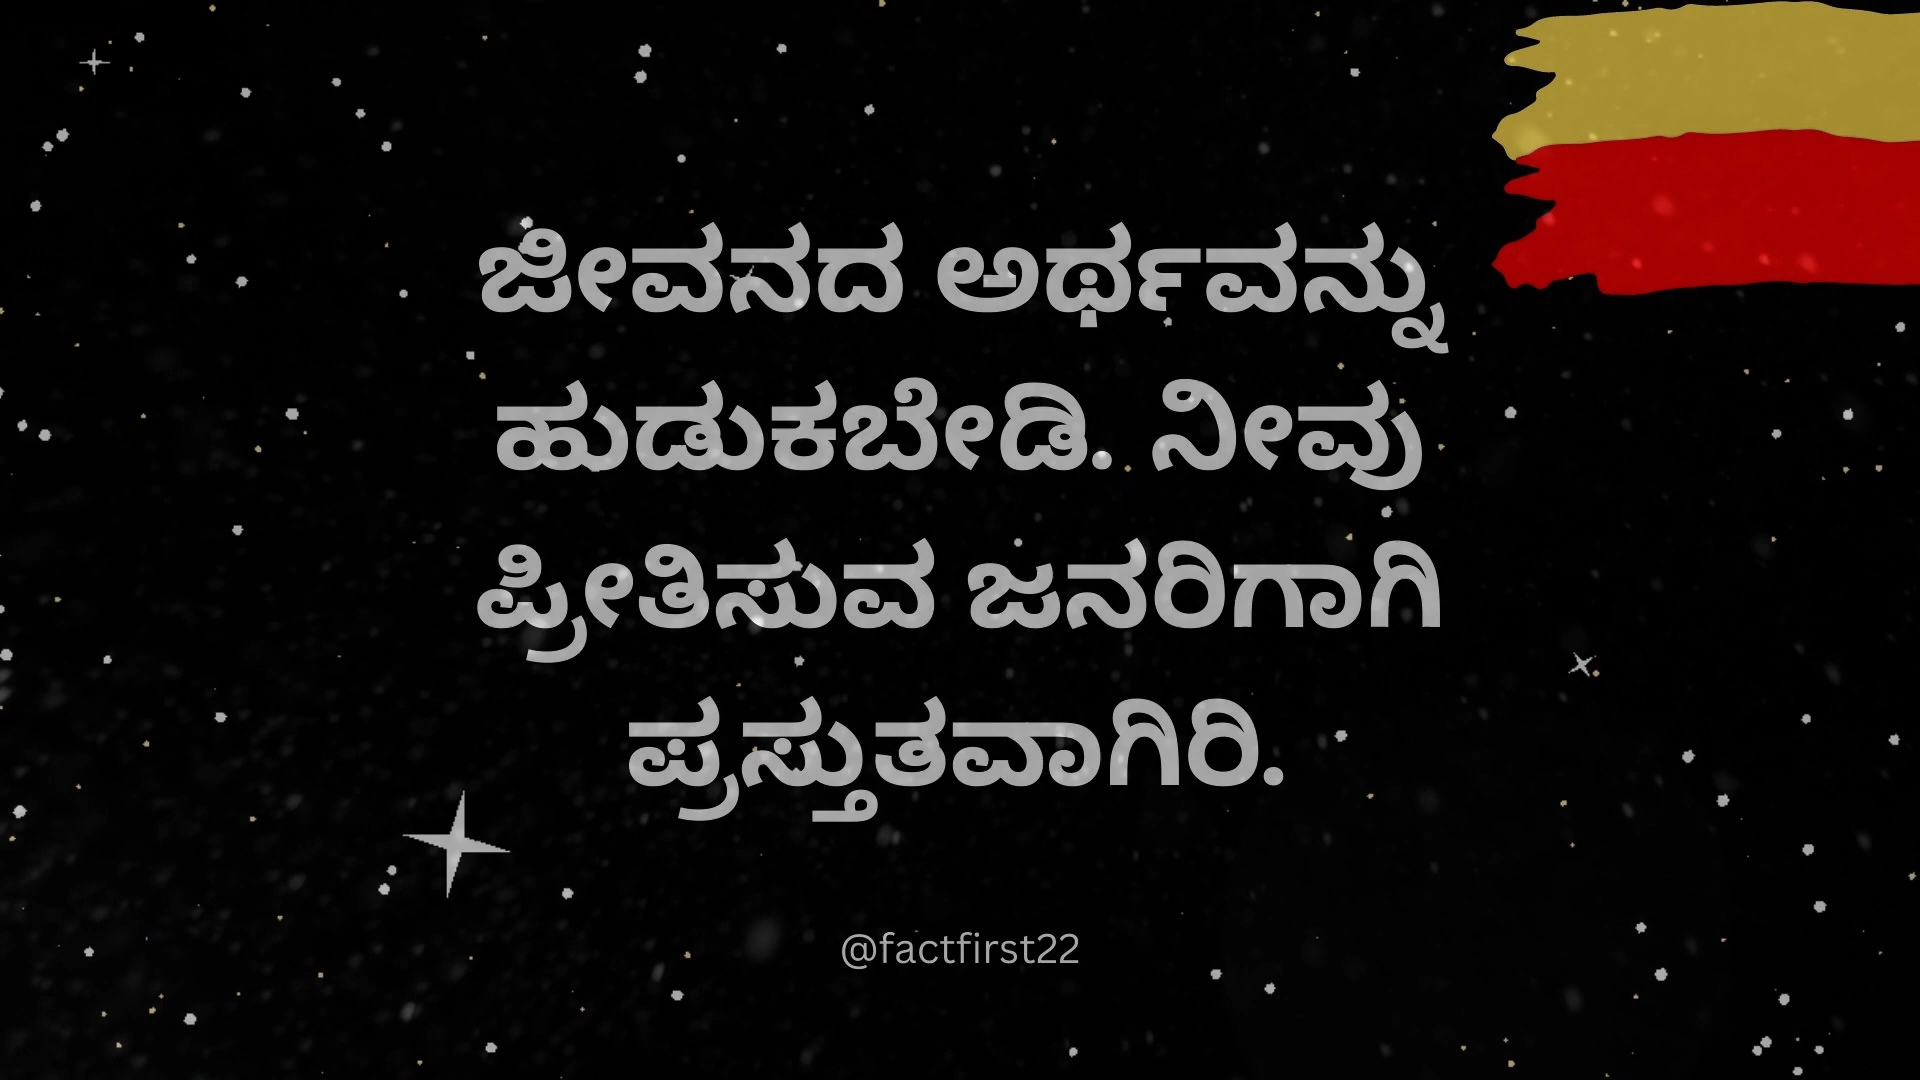 ಜೀವನದ ಅರ್ಥವನ್ನು
ಹುಡುಕಬೇಡಿ. ನೀವು
ಪ್ರೀತಿಸುವ ಜನರಿಗಾಗಿ
ಪ್ರಸ್ತುತವಾಗಿರಿ.
@factfirst22